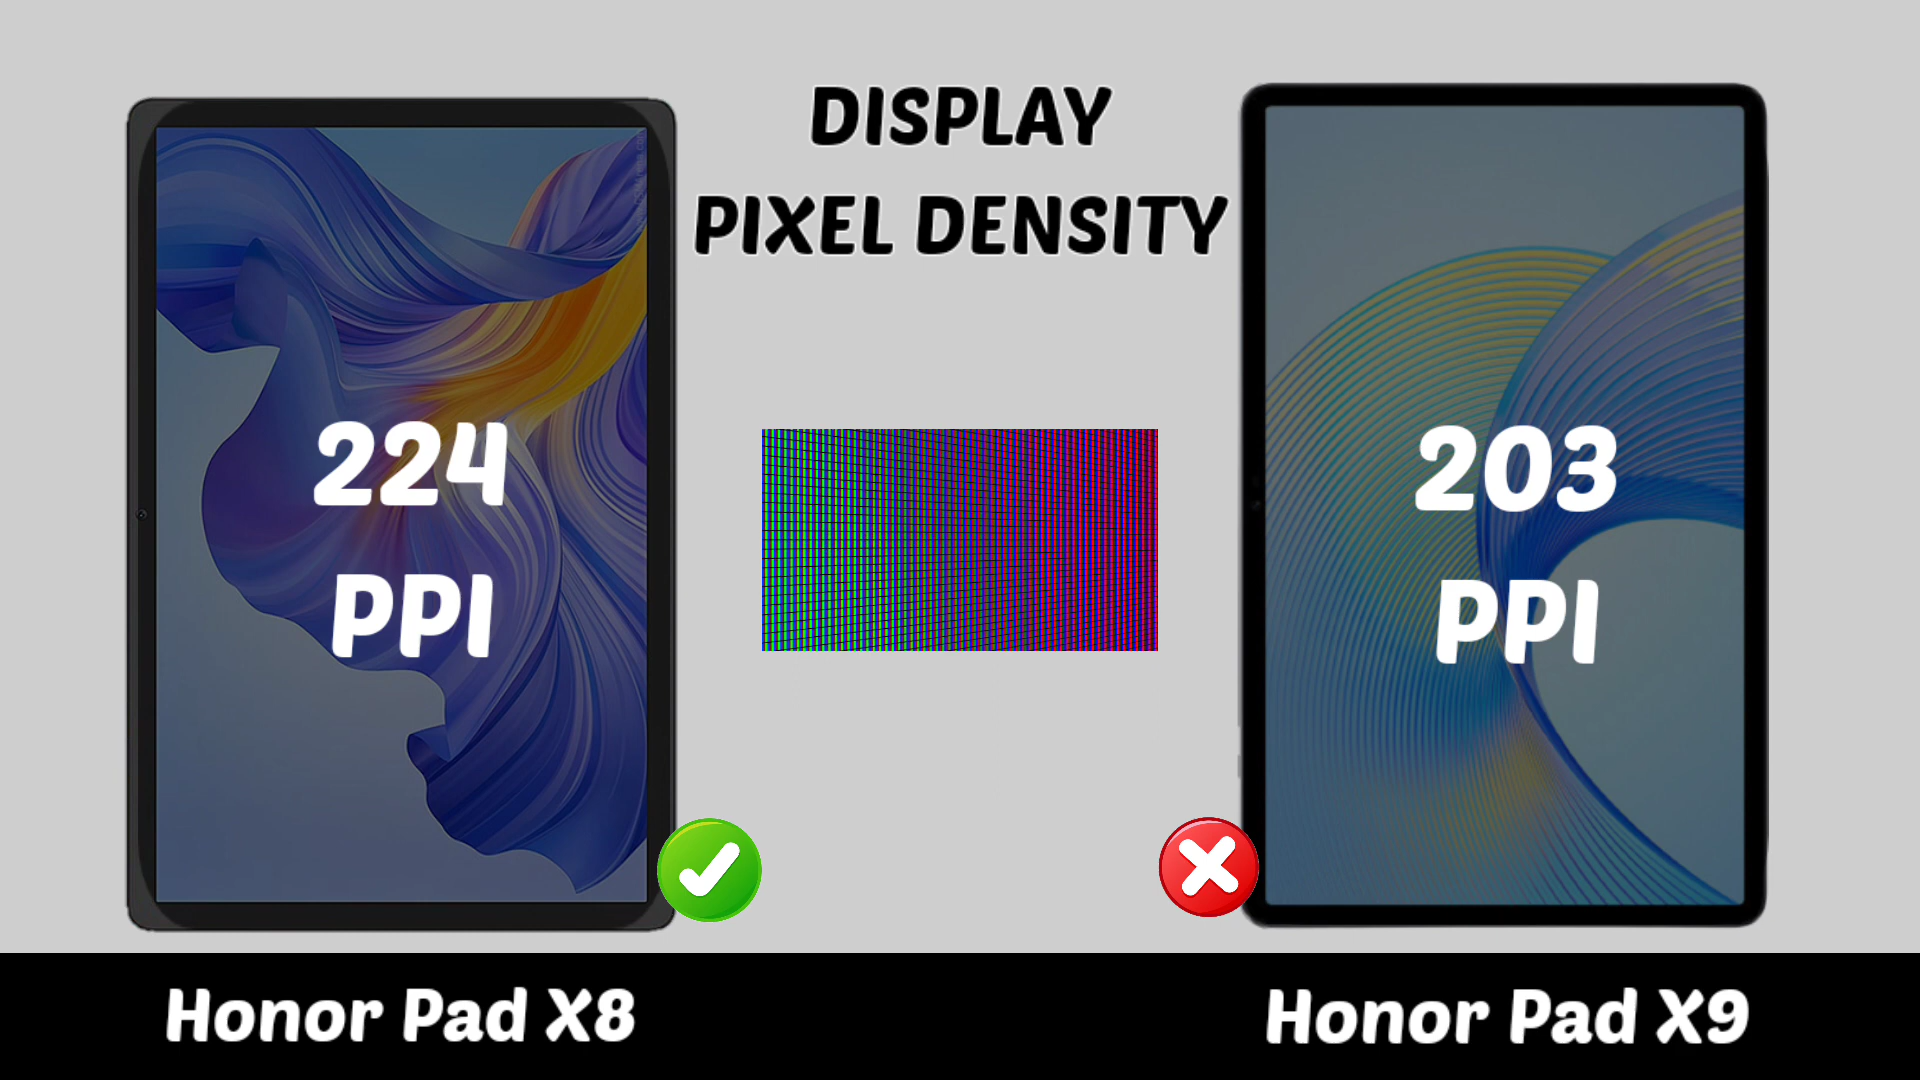 DISPLAY
PIXEL DENSITY
224
PPI
203
PPI
Honor Pad X8
Honor Pad X9